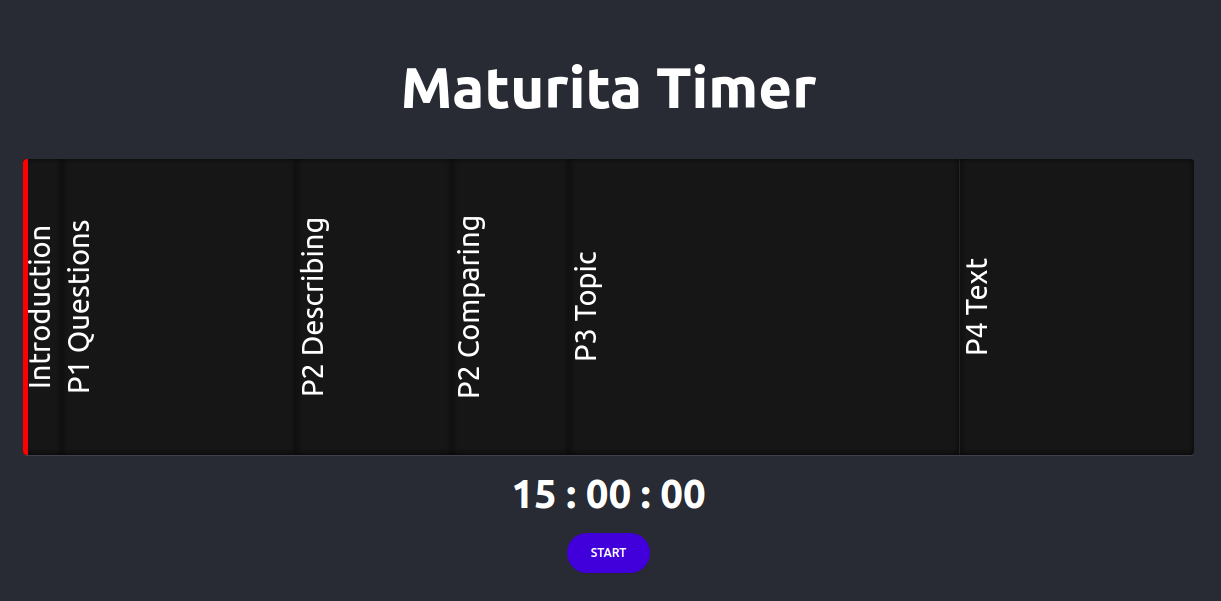 Maturita Timer
Introduction
P1 Questions
P2 Describing
P2 Comparing
P3 Topic
P4 Text
15 : 00 : 00
START